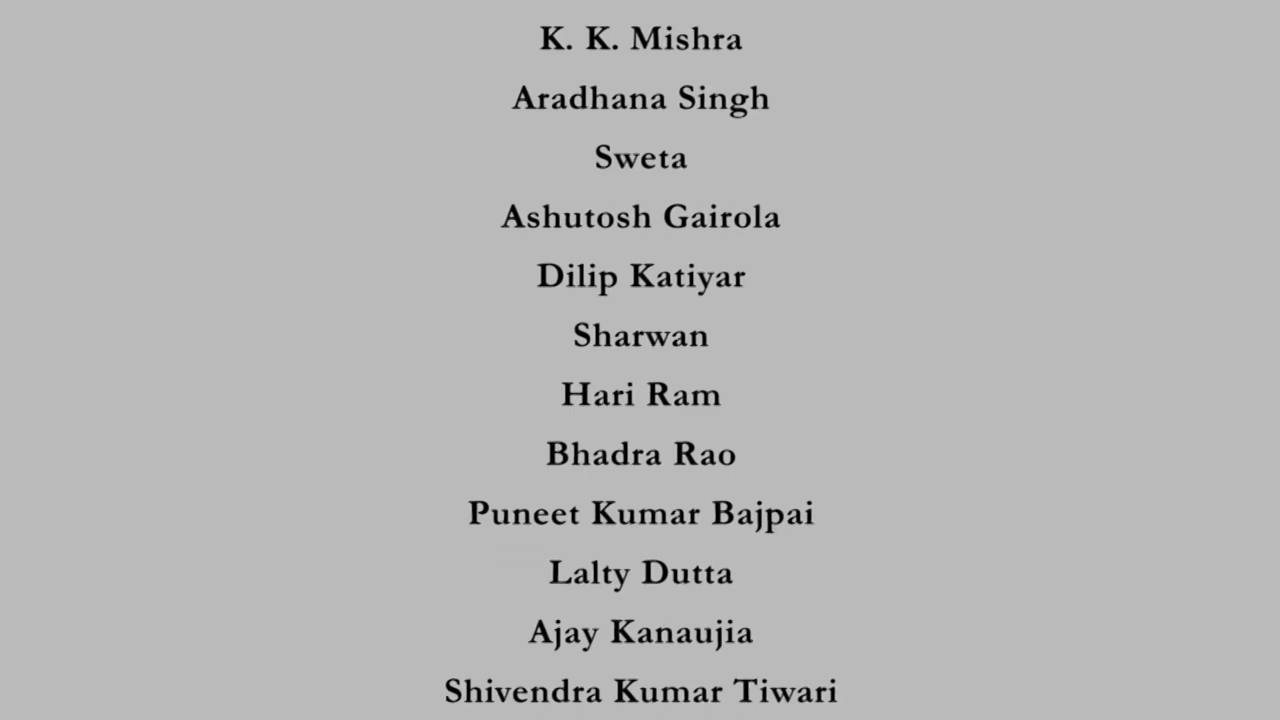 K. K. Mishra
Aradhana Singh
Sweta
Ashutosh Gairola
Dilip Katiyar
Sharwan
Hari Ram
Bhadra Rao
Puneet Kumar Bajpai
Lalty Dutta
Ajay Kanaujia
Shivendra Kumar Tiwari